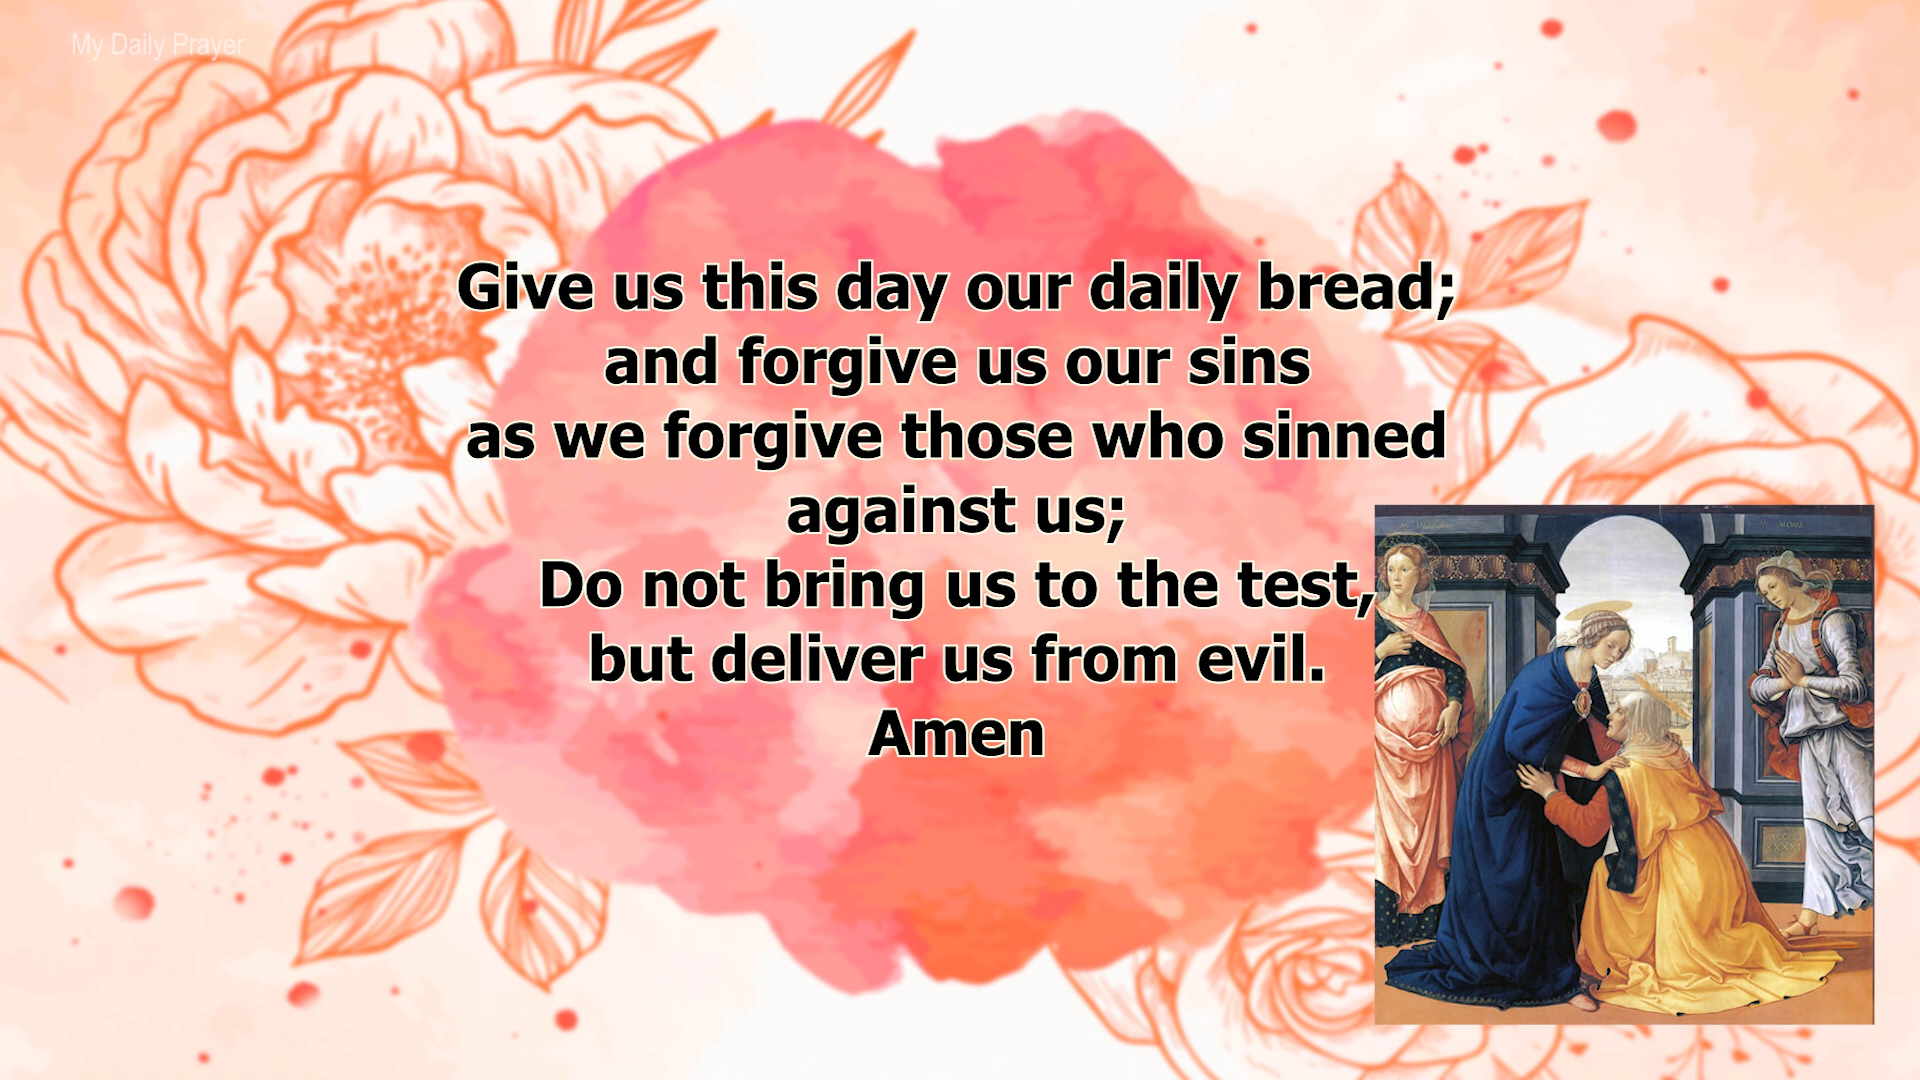 My Daily Prayer
Give us this day our daily bread;
and forgive us our sins
as we forgive those who sinned
against us;
Do not bring us to the test,
but deliver us from evil.
Amen